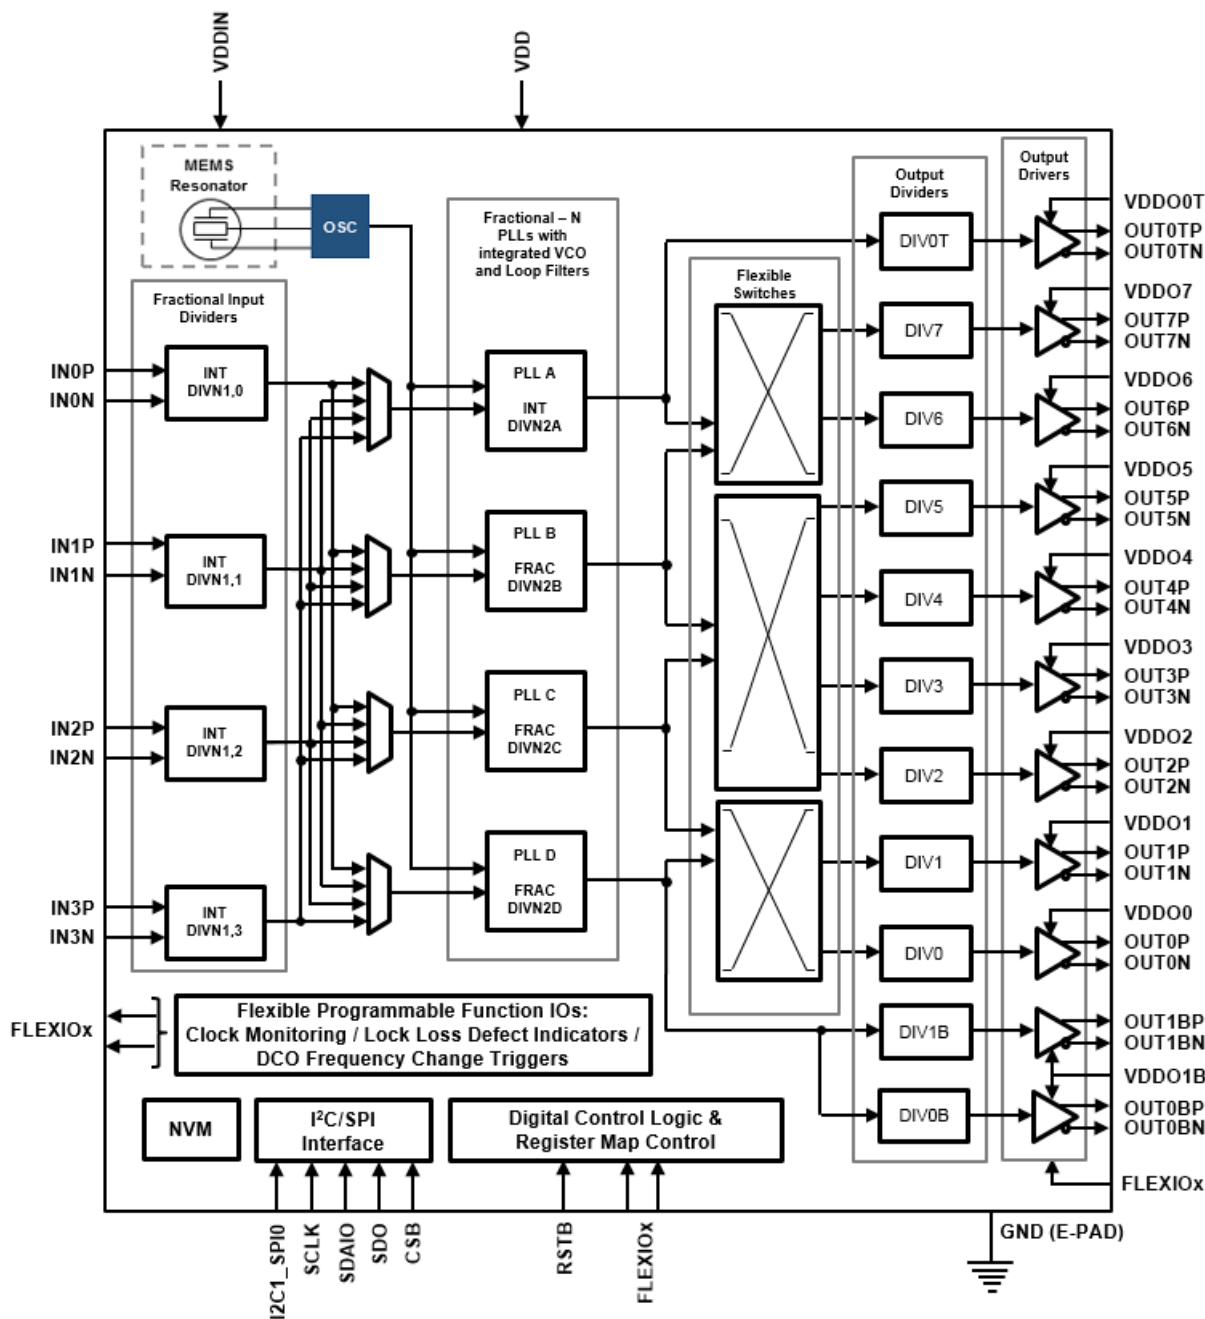 VDDIN
VDD
MEMS
Resonator
OSC
Fractional – N
PLLs with
integrated VCO
and Loop Filters
Output
Dividers
Output
Drivers
Fractional Input
Dividers
Flexible
Switches
IN0P
IN0N
INT
DIVN1,0
IN1P
IN1N
INT
DIVN1,1
IN2P
IN2N
INT
DIVN1,2
IN3P
IN3N
INT
DIVN1,3
PLL A
INT
DIVN2A
PLL B
FRAC
DIVN2B
PLL C
FRAC
DIVN2C
PLL D
FRAC
DIVN2D
DIV0T
DIV7
DIV6
DIV5
DIV4
DIV3
DIV2
DIV1
DIV0
DIV1B
DIV0B
VDDO0T
OUT0TP
OUT0TN
VDDO7
OUT7P
OUT7N
VDDO6
OUT6P
OUT6N
VDDO5
OUT5P
OUT5N
VDDO4
OUT4P
OUT4N
VDDO3
OUT3P
OUT3N
VDDO2
OUT2P
OUT2N
VDDO1
OUT1P
OUT1N
VDDO0
OUT0P
OUT0N
OUT1BP
OUT1BN
VDDO1B
OUT0BP
OUT0BN
FLEXIOx
FLEXIOx
Flexible Programmable Function IOs:
Clock Monitoring / Lock Loss Defect Indicators /
DCO Frequency Change Triggers
NVM
I²C/SPI
Interface
Digital Control Logic &
Register Map Control
I2C1_SPI0
SCLK
SDAIO
SDO
CSB
RSTB
FLEXIOx
GND (E-PAD)